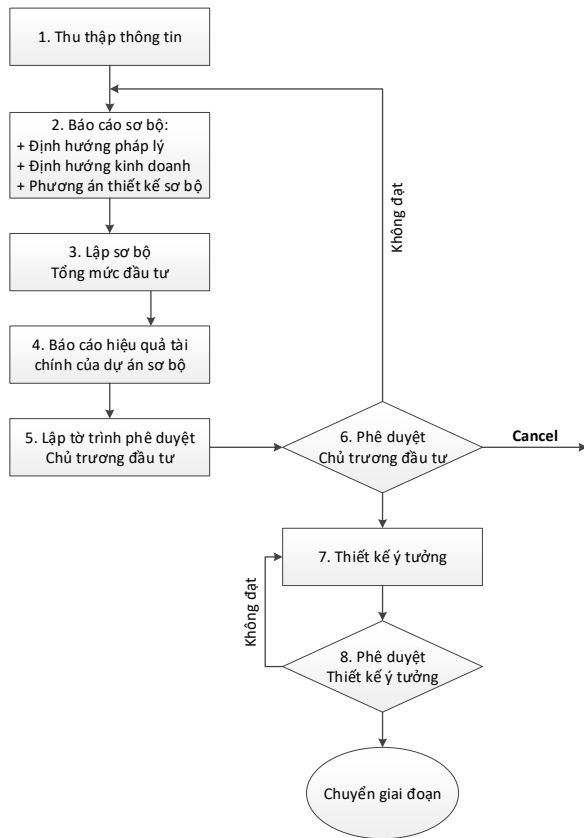 1. Thu thập thông tin
2. Báo cáo sơ bộ:
+ Định hướng pháp lý
+ Định hướng kinh doanh
+ Phương án thiết kế sơ bộ
3. Lập sơ bộ
Tổng mức đầu tư
4. Báo cáo hiệu quả tài
chính của dự án sơ bộ
5. Lập tờ trình phê duyệt
Chủ trương đầu tư
6. Phê duyệt
Chủ trương đầu tư
Không đạt
Cancel
7. Thiết kế ý tưởng
Không đạt
8. Phê duyệt
Thiết kế ý tưởng
Chuyển giai đoạn